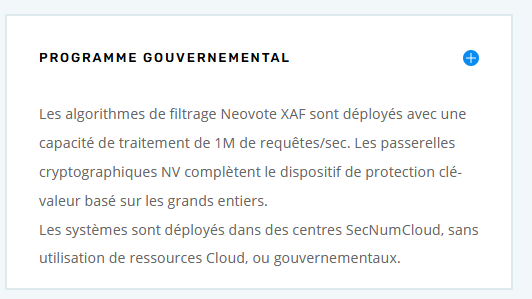 PROGRAMME GOUVERNEMENTAL
Les algorithmes de filtrage Neovote XAF sont déployés avec une
capacité de traitement de 1M de requêtes/sec. Les passerelles
cryptographiques NV complètent le dispositif de protection clé-
valeur basé sur les grands entiers.
Les systèmes sont déployés dans des centres SecNumCloud, sans
utilisation de ressources Cloud, ou gouvernementaux.